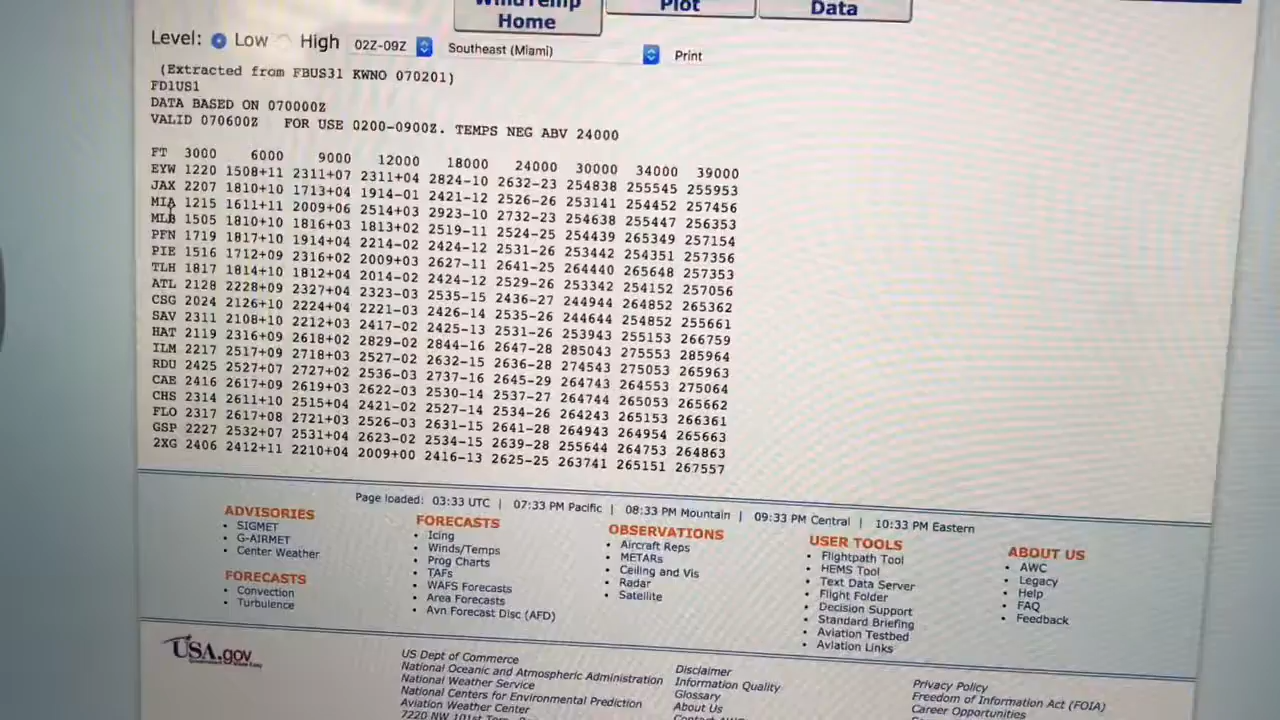 WindTemp Home
Plot
Data
Level: Low High 02Z-09Z Southeast (Miami) Print
(Extracted from FBUS31 KWNO 070201)
FD1US1
DATA BASED ON 070000Z
VALID 070600Z FOR USE 0200-0900Z. TEMPS NEG ABV 24000
FT 3000 6000 9000 12000 18000 24000 30000 34000 39000
EYW 1220 1508+11 2311+07 2311+04 2824-10 2632-23 254838 255545 255953
JAX 2207 1810+10 1713+04 1914-01 2421-12 2526-26 253141 254452 257456
MIA 1215 1611+11 2009+06 2514+03 2923-10 2732-23 254638 255447 256353
MLB 1505 1810+10 1816+03 1813+02 2519-11 2524-25 254439 265349 257154
PFN 1719 1817+10 1914+04 2214-02 2424-12 2531-26 253442 254351 257356
PIE 1516 1712+09 2316+02 2009+03 2627-11 2641-25 264440 265648 257353
TLH 1817 1814+10 1812+04 2014-02 2424-12 2529-26 253342 254152 257056
ATL 2128 2228+09 2327+04 2323-03 2535-15 2436-27 244944 264852 265362
CSG 2024 2126+10 2224+04 2221-03 2426-14 2535-26 244644 254852 255661
SAV 2311 2108+10 2212+03 2417-02 2425-13 2531-26 253943 255153 266759
HAT 2119 2316+09 2618+02 2829-02 2844-16 2647-28 285043 275553 285964
ILM 2217 2517+09 2718+03 2527-02 2632-15 2636-28 274543 275053 265963
RDU 2425 2527+07 2727+02 2536-03 2737-16 2645-29 264743 264553 275064
CAE 2416 2617+09 2619+03 2622-03 2530-14 2537-27 264744 265053 265662
CHS 2314 2611+10 2515+04 2421-02 2527-14 2534-26 264243 265153 266361
FLO 2317 2617+08 2721+03 2526-03 2631-15 2641-28 264943 264954 265663
GSP 2227 2532+07 2531+04 2623-02 2534-15 2639-28 255644 264753 264863
2XG 2406 2412+11 2210+04 2009+00 2416-13 2625-25 263741 265151 267557
Page loaded: 03:33 UTC | 07:33 PM Pacific | 08:33 PM Mountain | 09:33 PM Central | 10:33 PM Eastern
ADVISORIES
SIGMET
G-AIRMET
Center Weather
FORECASTS
Convection
Turbulence
FORECASTS
Icing
Winds/Temps
Prog Charts
TAFs
WAFS Forecasts
Area Forecasts
Avn Forecast Disc (AFD)
OBSERVATIONS
Aircraft Reps
METARs
Ceiling and Vis
Radar
Satellite
USER TOOLS
Flightpath Tool
HEMS Tool
Text Data Server
Flight Folder
Decision Support
Standard Briefing
Aviation Testbed
Aviation Links
ABOUT US
AWC
Legacy
Help
FAQ
Feedback
USA.gov
US Dept of Commerce
National Oceanic and Atmospheric Administration
National Weather Service
National Centers for Environmental Prediction
Aviation Weather Center
7220 NW 101st
Disclaimer
Information Quality
Glossary
About Us
Privacy Policy
Freedom of Information Act (FOIA)
Career Opportunities